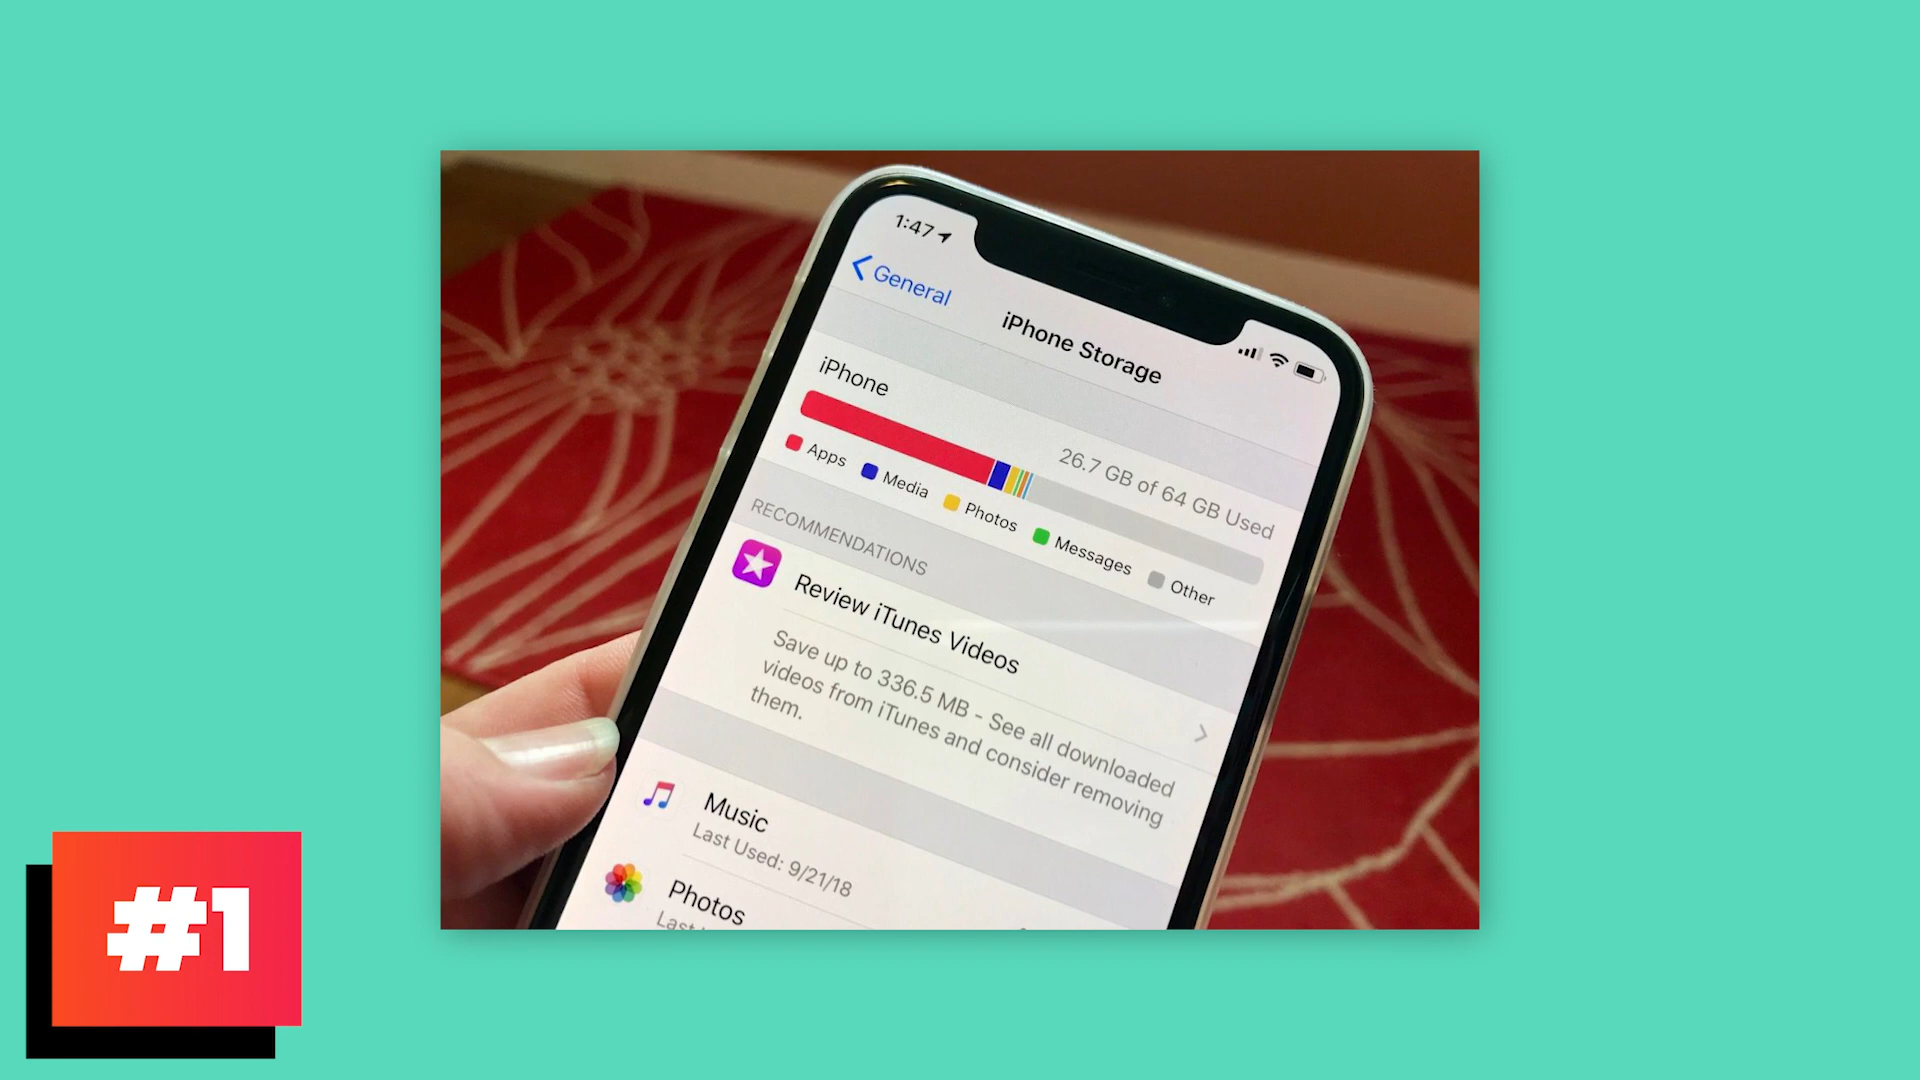 1:47
General
iPhone Storage
iPhone
26.7 GB of 64 GB Used
Apps
Media
Photos
Messages
Other
RECOMMENDATIONS
Review iTunes Videos
Save up to 336.5 MB - See all downloaded
videos from iTunes and consider removing
them.
Music
Last Used: 9/21/18
Photos
Last
#1